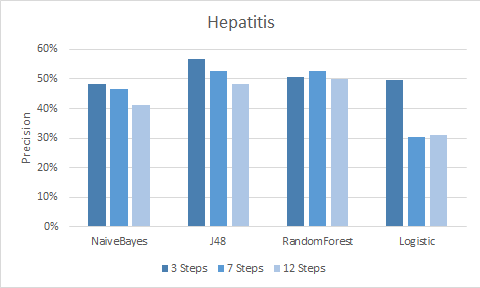 Hepatitis
60%
50%
40%
30%
20%
10%
0%
Precision
NaiveBayes J48 RandomForest Logistic
3 Steps 7 Steps 12 Steps